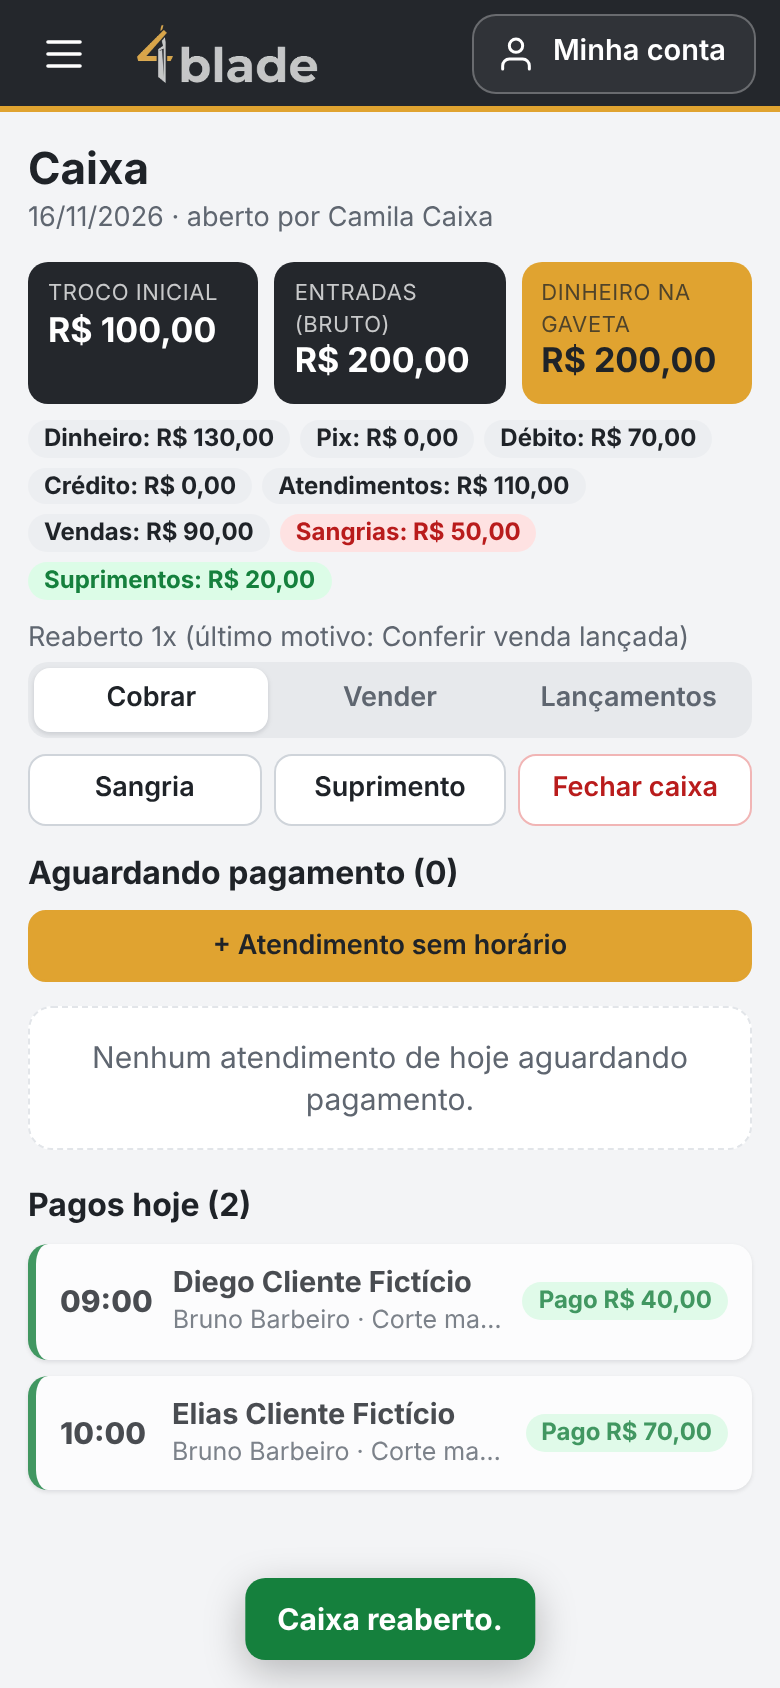 4blade
Minha conta
Caixa
16/11/2026 · aberto por Camila Caixa
TROCO INICIAL
R$ 100,00
ENTRADAS
(BRUTO)
R$ 200,00
DINHEIRO NA
GAVETA
R$ 200,00
Dinheiro: R$ 130,00
Pix: R$ 0,00
Débito: R$ 70,00
Crédito: R$ 0,00
Atendimentos: R$ 110,00
Vendas: R$ 90,00
Sangrias: R$ 50,00
Suprimentos: R$ 20,00
Reaberto 1x (último motivo: Conferir venda lançada)
Cobrar
Vender
Lançamentos
Sangria
Suprimento
Fechar caixa
Aguardando pagamento (0)
+ Atendimento sem horário
Nenhum atendimento de hoje aguardando
pagamento.
Pagos hoje (2)
09:00
Diego Cliente Fictício
Bruno Barbeiro · Corte ma...
Pago R$ 40,00
10:00
Elias Cliente Fictício
Bruno Barbeiro · Corte ma...
Pago R$ 70,00
Caixa reaberto.